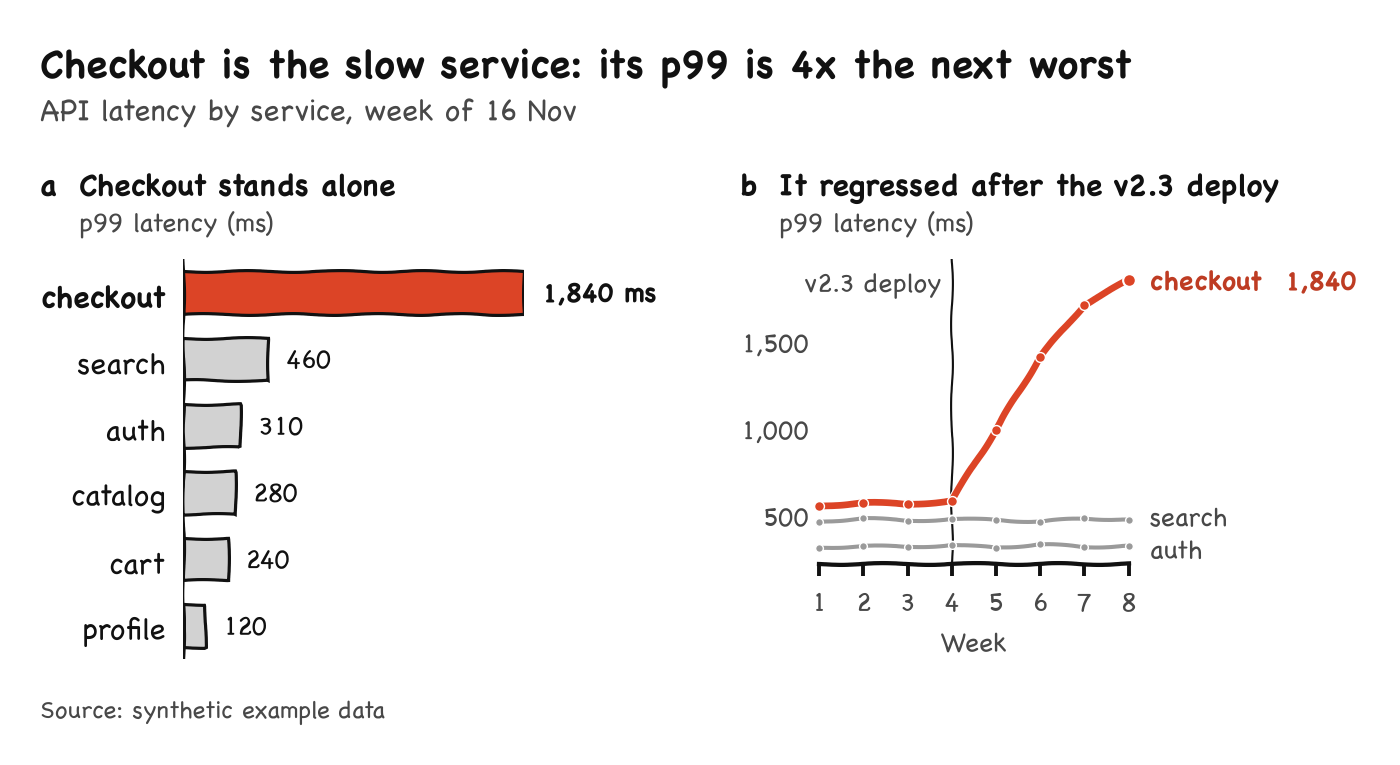 Checkout is the slow service: its p99 is 4x the next worst
API latency by service, week of 16 Nov
a Checkout stands alone
p99 latency (ms)
checkout 1,840 ms
search 460
auth 310
catalog 280
cart 240
profile 120
b It regressed after the v2.3 deploy
p99 latency (ms)
v2.3 deploy
checkout 1,840
1,500
1,000
500
search
auth
1 2 3 4 5 6 7 8
Week
Source: synthetic example data